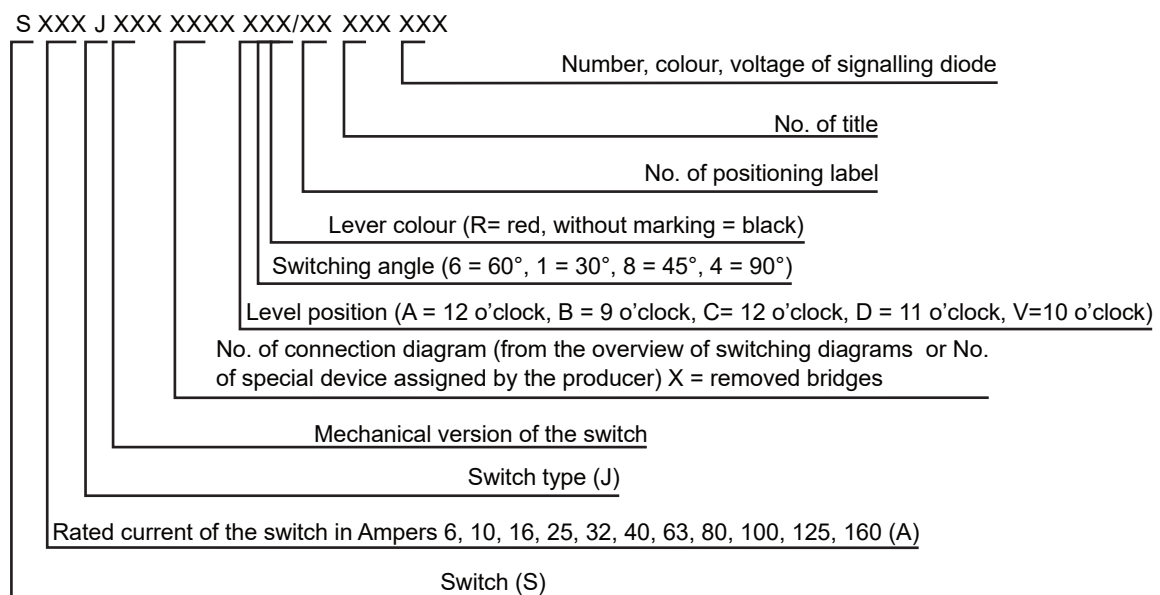 S XXX J XXX XXXX XXX/XX XXX XXX
Number, colour, voltage of signalling diode
No. of title
No. of positioning label
Lever colour (R= red, without marking = black)
Switching angle (6 = 60°, 1 = 30°, 8 = 45°, 4 = 90°)
Level position (A = 12 o’clock, B = 9 o’clock, C= 12 o’clock, D = 11 o’clock, V=10 o’clock)
No. of connection diagram (from the overview of switching diagrams or No.
of special device assigned by the producer) X = removed bridges
Mechanical version of the switch
Switch type (J)
Rated current of the switch in Ampers 6, 10, 16, 25, 32, 40, 63, 80, 100, 125, 160 (A)
Switch (S)